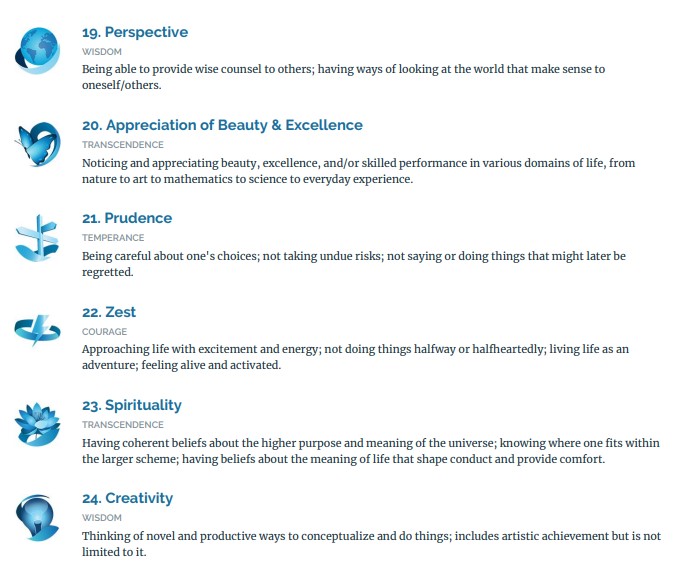 19. Perspective
WISDOM
Being able to provide wise counsel to others; having ways of looking at the world that make sense to
oneself/others.
20. Appreciation of Beauty & Excellence
TRANSCENDENCE
Noticing and appreciating beauty, excellence, and/or skilled performance in various domains of life, from
nature to art to mathematics to science to everyday experience.
21. Prudence
TEMPERANCE
Being careful about one's choices; not taking undue risks; not saying or doing things that might later be
regretted.
22. Zest
COURAGE
Approaching life with excitement and energy; not doing things halfway or halfheartedly; living life as an
adventure; feeling alive and activated.
23. Spirituality
TRANSCENDENCE
Having coherent beliefs about the higher purpose and meaning of the universe; knowing where one fits within
the larger scheme; having beliefs about the meaning of life that shape conduct and provide comfort.
24. Creativity
WISDOM
Thinking of novel and productive ways to conceptualize and do things; includes artistic achievement but is not
limited to it.